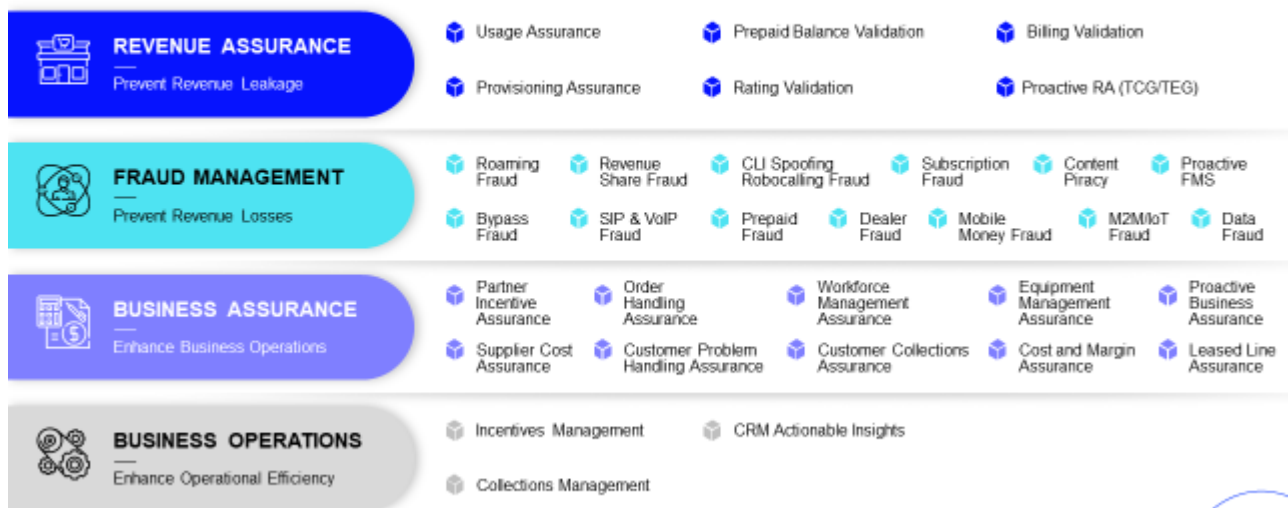 REVENUE ASSURANCE
Prevent Revenue Leakage
Usage Assurance
Prepaid Balance Validation
Billing Validation
Provisioning Assurance
Rating Validation
Proactive RA (TCG/TEG)
FRAUD MANAGEMENT
Prevent Revenue Losses
Roaming
Fraud
Revenue
Share Fraud
CLI Spoofing
Robocalling Fraud
Subscription
Fraud
Content
Piracy
Proactive
FMS
Bypass
Fraud
SIP & VoIP
Fraud
Prepaid
Fraud
Dealer
Fraud
Mobile
Money Fraud
M2M/IoT
Fraud
Data
Fraud
BUSINESS ASSURANCE
Enhance Business Operations
Partner
Incentive
Assurance
Order
Handling
Assurance
Workforce
Management
Assurance
Equipment
Management
Assurance
Proactive
Business
Assurance
Supplier Cost
Assurance
Customer Problem
Handling Assurance
Customer Collections
Assurance
Cost and Margin
Assurance
Leased Line
Assurance
BUSINESS OPERATIONS
Enhance Operational Efficiency
Incentives Management
CRM Actionable Insights
Collections Management